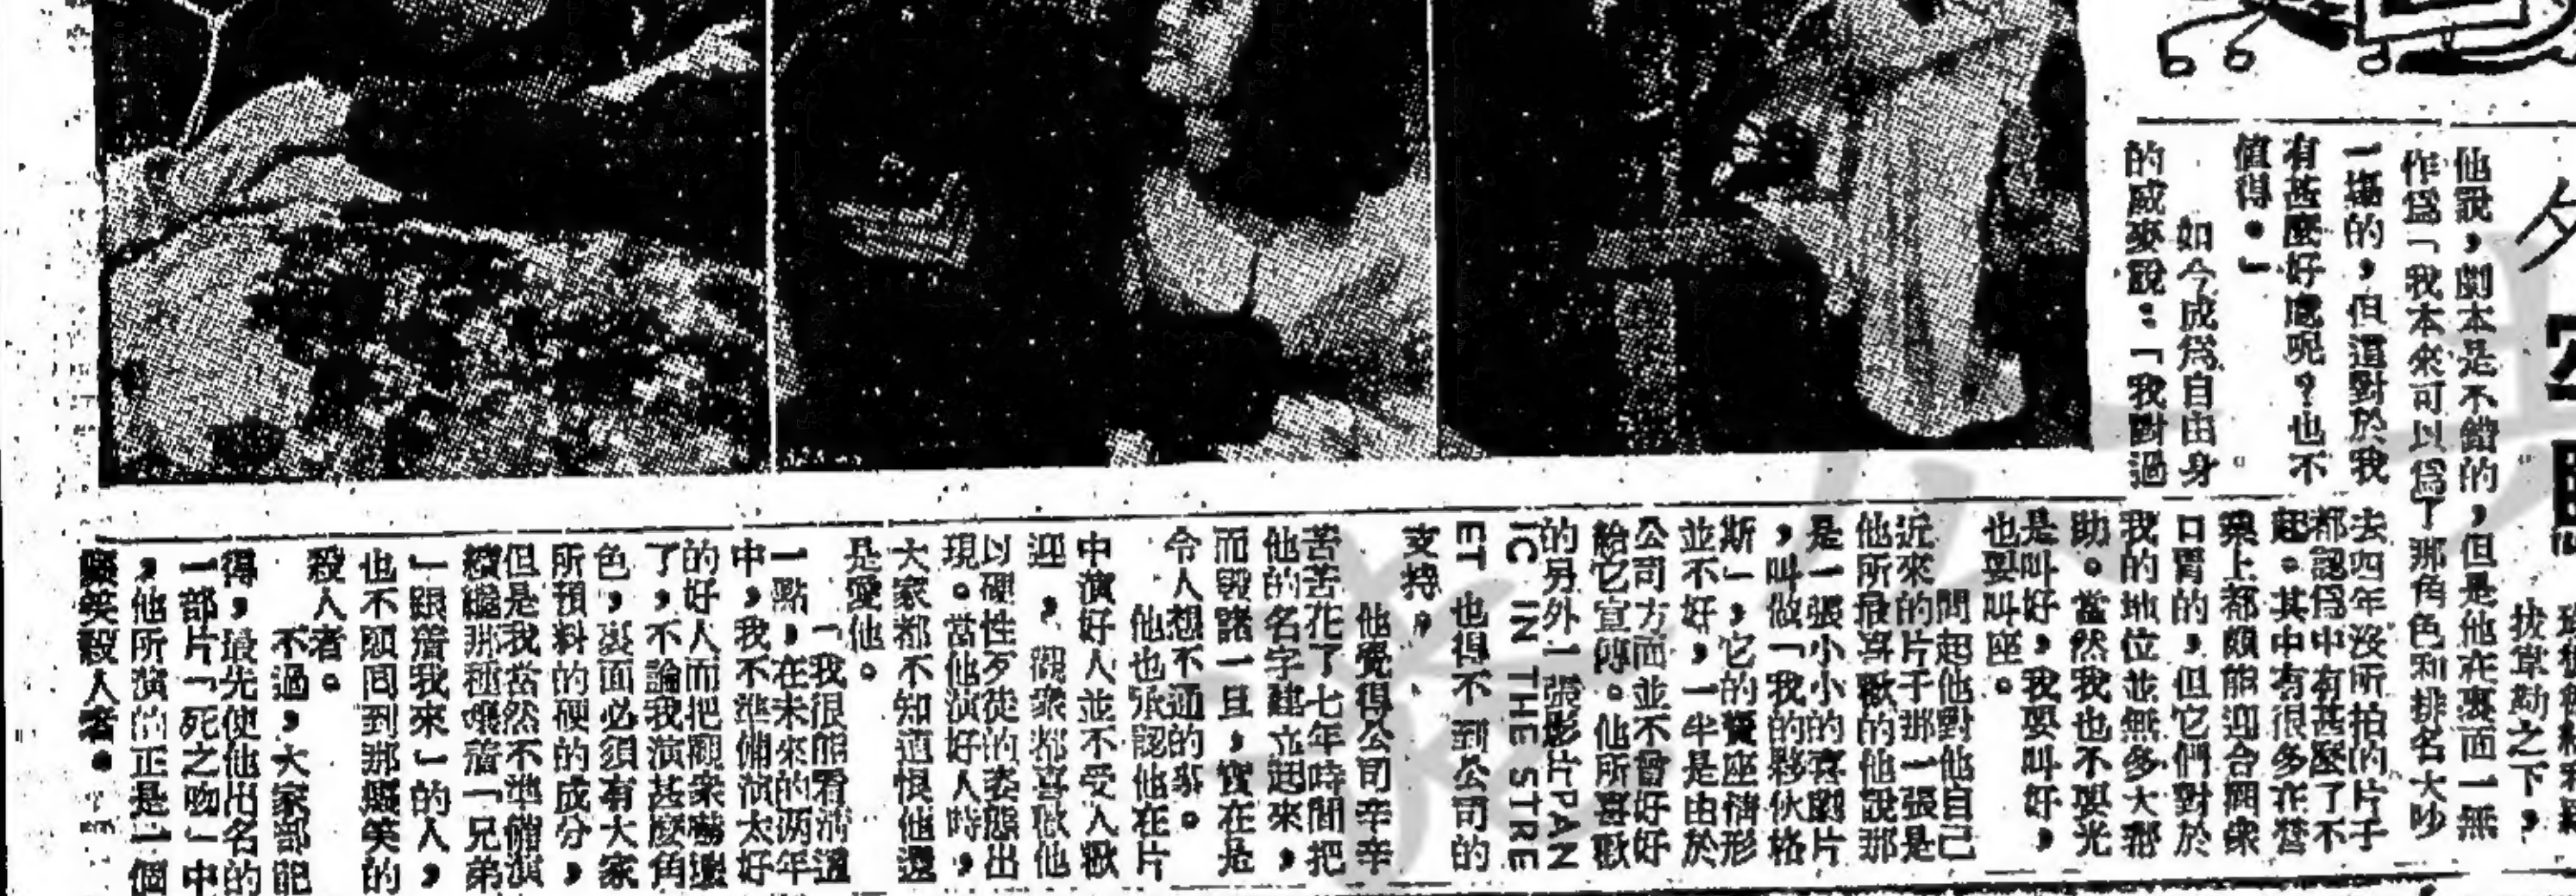 拔韋勒之下，
他說，劇本是不錯的，但是他在裏面一無
作為「我本來可以為了那角色和排名大吵
一場的，但這對於我
有甚麼好處呢？也不
值得。」
如今成為自由身
的威麥說：「我對過
去四年沒所拍的片子
都認為中有甚麼了不
起。其中有很多在營
業上都頗能迎合羣衆
口胃的，但它們對於
我的地位並無多大帮
助。當然我也不要光
是叫好，我要叫好，
也要叫座。
問起他對他自己
近來的片子那一張是
他所最喜歡的他說那
是一張小小的喜劇片
，叫做「我的夥伙格
斯」，它的賣座情形
並不好，一半是由於
公司方面並不曾好好
給它宣傳。他所喜歡
的另外一張影片PAN
IC IN THE STRE
ET 也得不到公司的
支持。
他覺得公司辛辛
苦苦花了七年時間把
他的名字建立起來，
而毀諸一旦，實在是
令人想不通的事。
他也承認他在片
中演好人並不受人歡
迎，觀衆都喜歡他
以硬性歹徒的姿態出
現。當他演好人時，
大家都不知道恨他還
是愛他。
「我很能看清這
一點，在未來的兩年
中，我不準備演太好
的好人而把觀衆嚇壞
了，不論我演甚麼角
色，裏面必須有大家
所預料的硬的成分，
但是我當然不準備演
續繼那種嚷着「兄弟
」跟着我來」的人，
也不願回到那癡笑的
殺人者。
不過，大家都記
得，最先使他出名的
一部片「死之吻」中
，他所演的正是一個
癡笑殺人者。